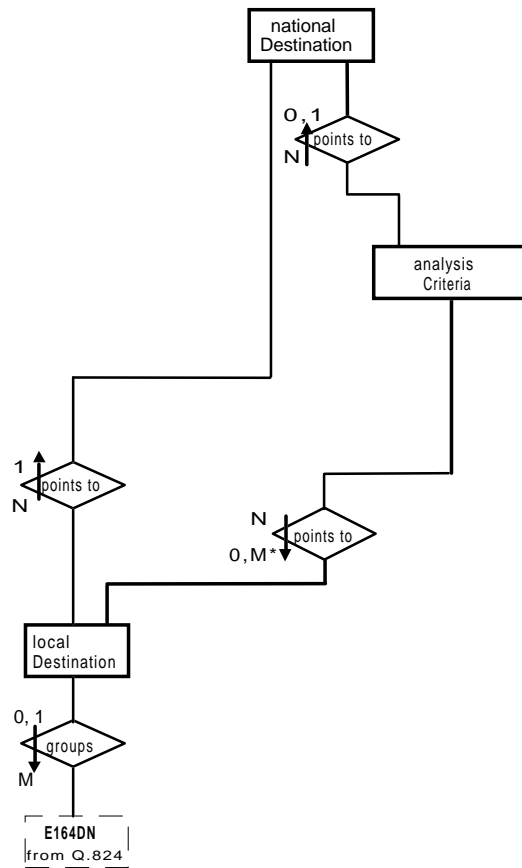 national
Destination
0,1
points to
N
analysis
Criteria
1
points to
N
N
points to
0,M*
local
Destination
0,1
groups
M
E164DN
from Q.824